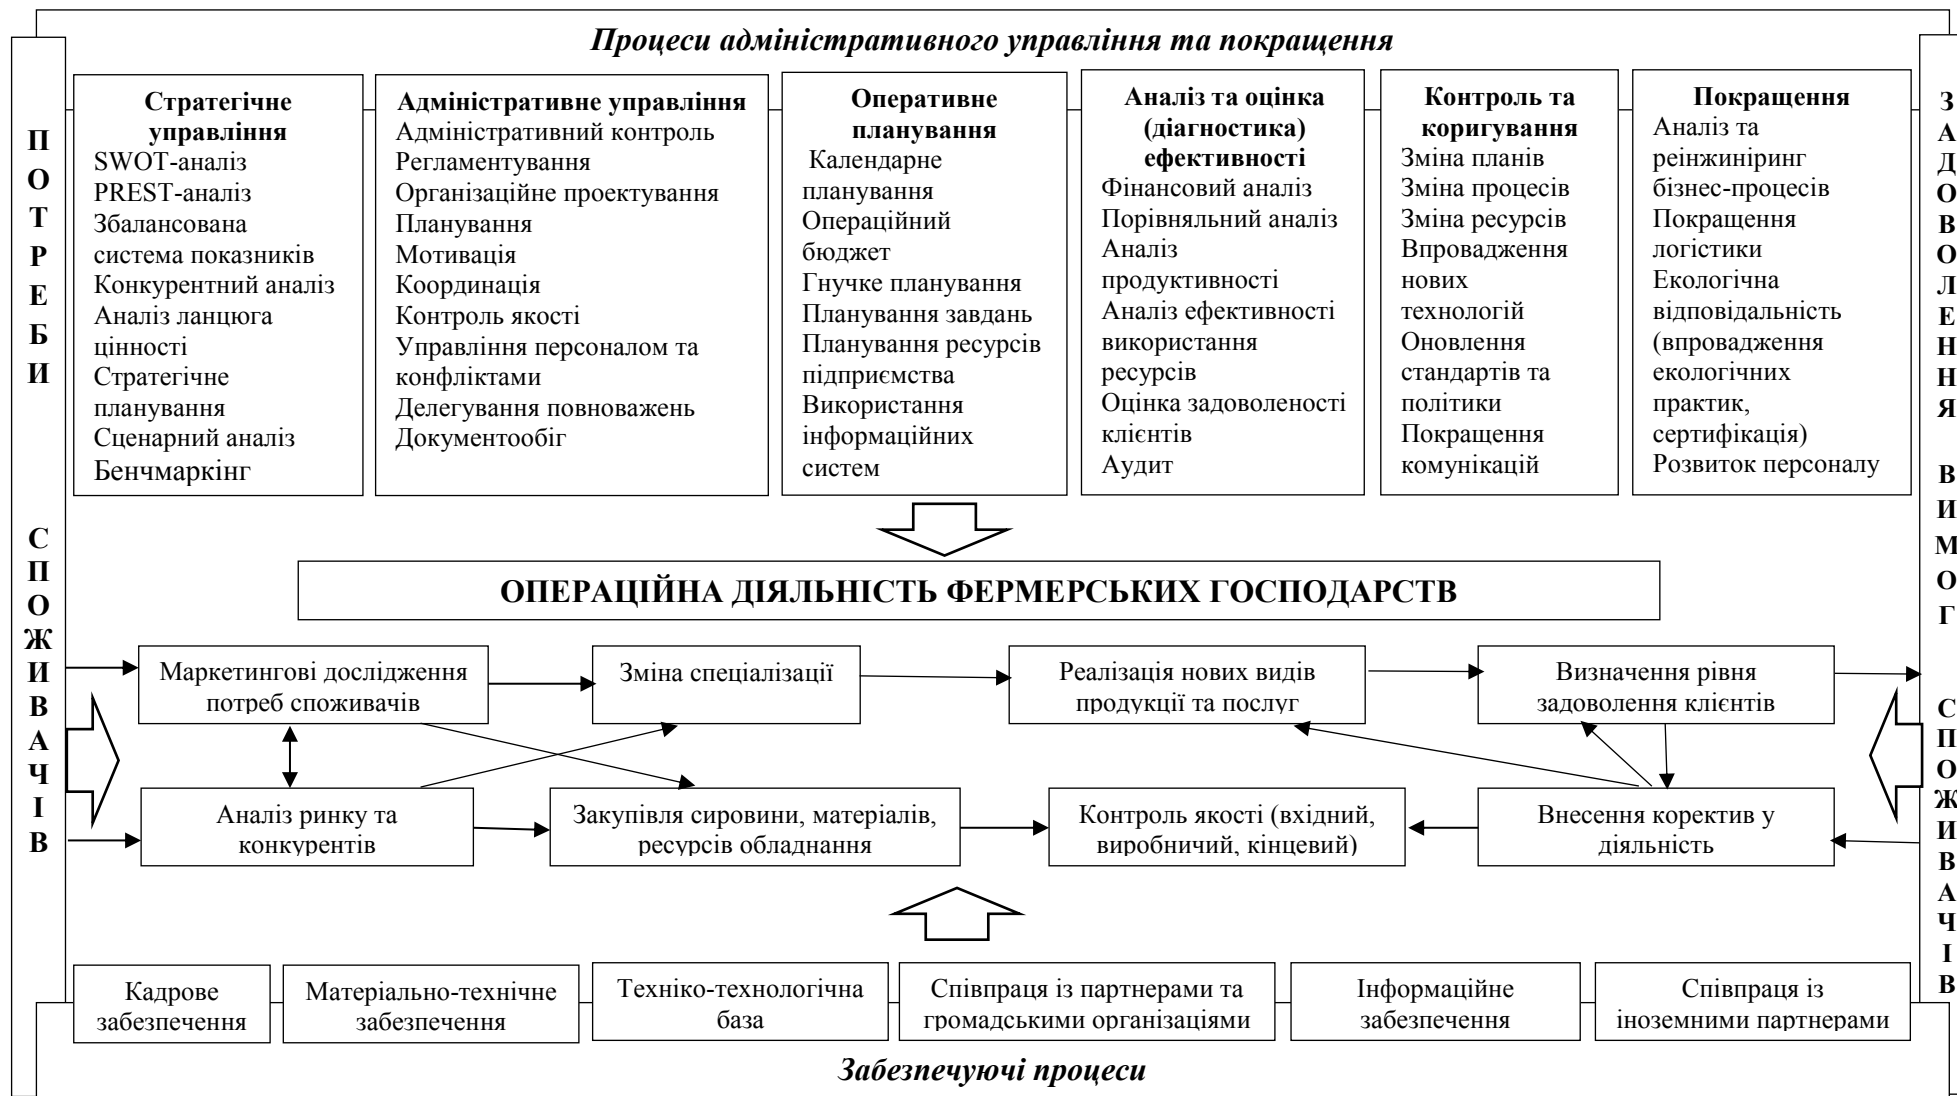 Процеси адміністративного управління та покращення
ПОТРЕБИ СПОЖИВАЧІВ
Стратегічне
управління
SWOT-аналіз
PREST-аналіз
Збалансована
система показників
Конкурентний аналіз
Аналіз ланцюга
цінності
Стратегічне
планування
Сценарний аналіз
Бенчмаркінг
Адміністративне управління
Адміністративний контроль
Регламентування
Організаційне проектування
Планування
Мотивація
Координація
Контроль якості
Управління персоналом та
конфліктами
Делегування повноважень
Документообіг
Оперативне
планування
Календарне
планування
Операційний
бюджет
Гнучке планування
Планування завдань
Планування ресурсів
підприємства
Використання
інформаційних
систем
Аналіз та оцінка
(діагностика)
ефективності
Фінансовий аналіз
Порівняльний аналіз
Аналіз
продуктивності
Аналіз ефективності
використання
ресурсів
Оцінка задоволеності
клієнтів
Аудит
Контроль та
коригування
Зміна планів
Зміна процесів
Зміна ресурсів
Впровадження
нових
технологій
Оновлення
стандартів та
політики
Покращення
комунікацій
Покращення
Аналіз та
реінжиніринг
бізнес-процесів
Покращення
логістики
Екологічна
відповідальність
(впровадження
екологічних
практик,
сертифікація)
Розвиток персоналу
ЗАДОВОЛЕННЯ ВИМОГ СПОЖИВАЧІВ
ОПЕРАЦІЙНА ДІЯЛЬНІСТЬ ФЕРМЕРСЬКИХ ГОСПОДАРСТВ
Маркетингові дослідження
потреб споживачів
Зміна спеціалізації
Реалізація нових видів
продукції та послуг
Визначення рівня
задоволення клієнтів
Аналіз ринку та
конкурентів
Закупівля сировини, матеріалів,
ресурсів обладнання
Контроль якості (вхідний,
виробничий, кінцевий)
Внесення коректив у
діяльність
Кадрове
забезпечення
Матеріально-технічне
забезпечення
Техніко-технологічна
база
Співпраця із партнерами та
громадськими організаціями
Інформаційне
забезпечення
Співпраця із
іноземними партнерами
Забезпечуючі процеси